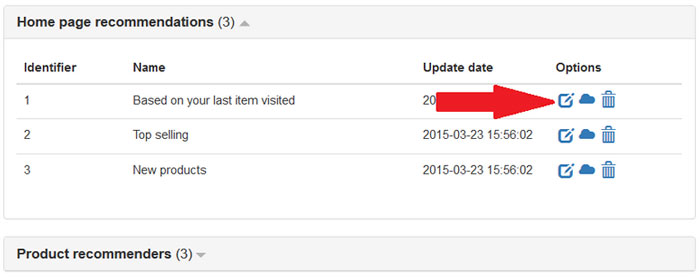 Home page recommendations (3)
Identifier Name Update date Options
1 Based on your last item visited 20
2 Top selling 2015-03-23 15:56:02
3 New products 2015-03-23 15:56:02
Product recommenders (3)